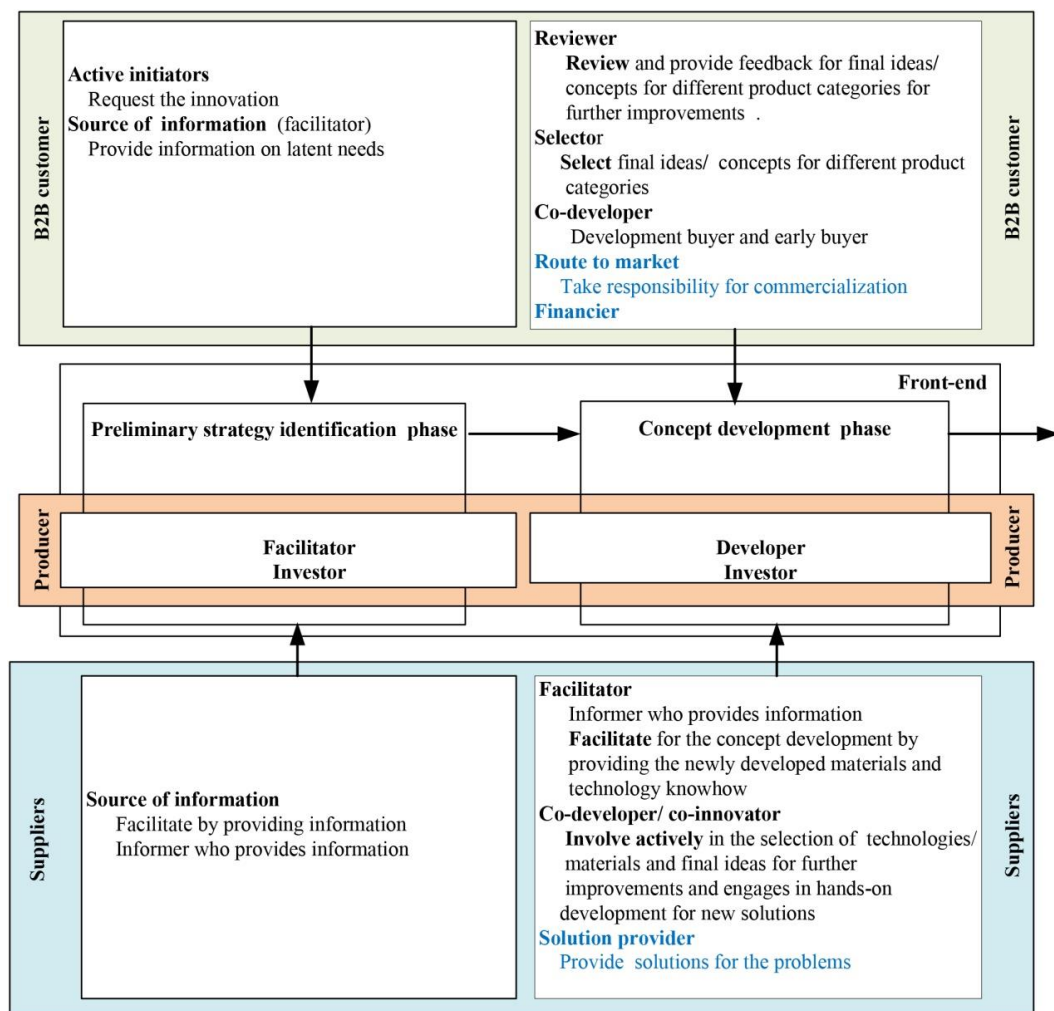 B2B customer
Active initiators
Request the innovation
Source of information (facilitator)
Provide information on latent needs
Reviewer
Review and provide feedback for final ideas/
concepts for different product categories for
further improvements .
Selector
Select final ideas/ concepts for different product
categories
Co-developer
Development buyer and early buyer
Route to market
Take responsibility for commercialization
Financier
B2B customer
Front-end
Preliminary strategy identification phase
Concept development phase
Producer
Facilitator
Investor
Developer
Investor
Producer
Suppliers
Source of information
Facilitate by providing information
Informer who provides information
Facilitator
Informer who provides information
Facilitate for the concept development by
providing the newly developed materials and
technology knowhow
Co-developer/ co-innovator
Involve actively in the selection of technologies/
materials and final ideas for further
improvements and engages in hands-on
development for new solutions
Solution provider
Provide solutions for the problems
Suppliers